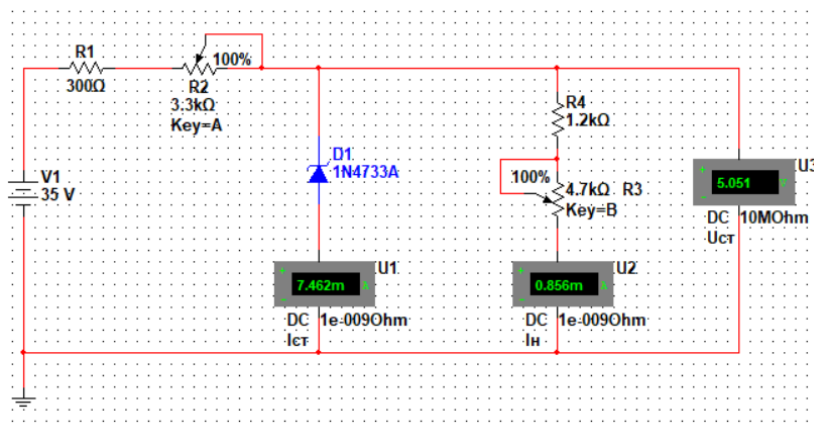 R1
300Ω
100%
R2
3.3kΩ
Key=A
V1
35 V
D1
1N4733A
R4
1.2kΩ
100%
4.7kΩ R3
Key=B
U1
+
7.462m A
-
DC 1e-009Ohm
Iст
U2
+
0.856m A
-
DC 1e-009Ohm
Iн
U3
+
5.051 V
-
DC 10MOhm
Uст